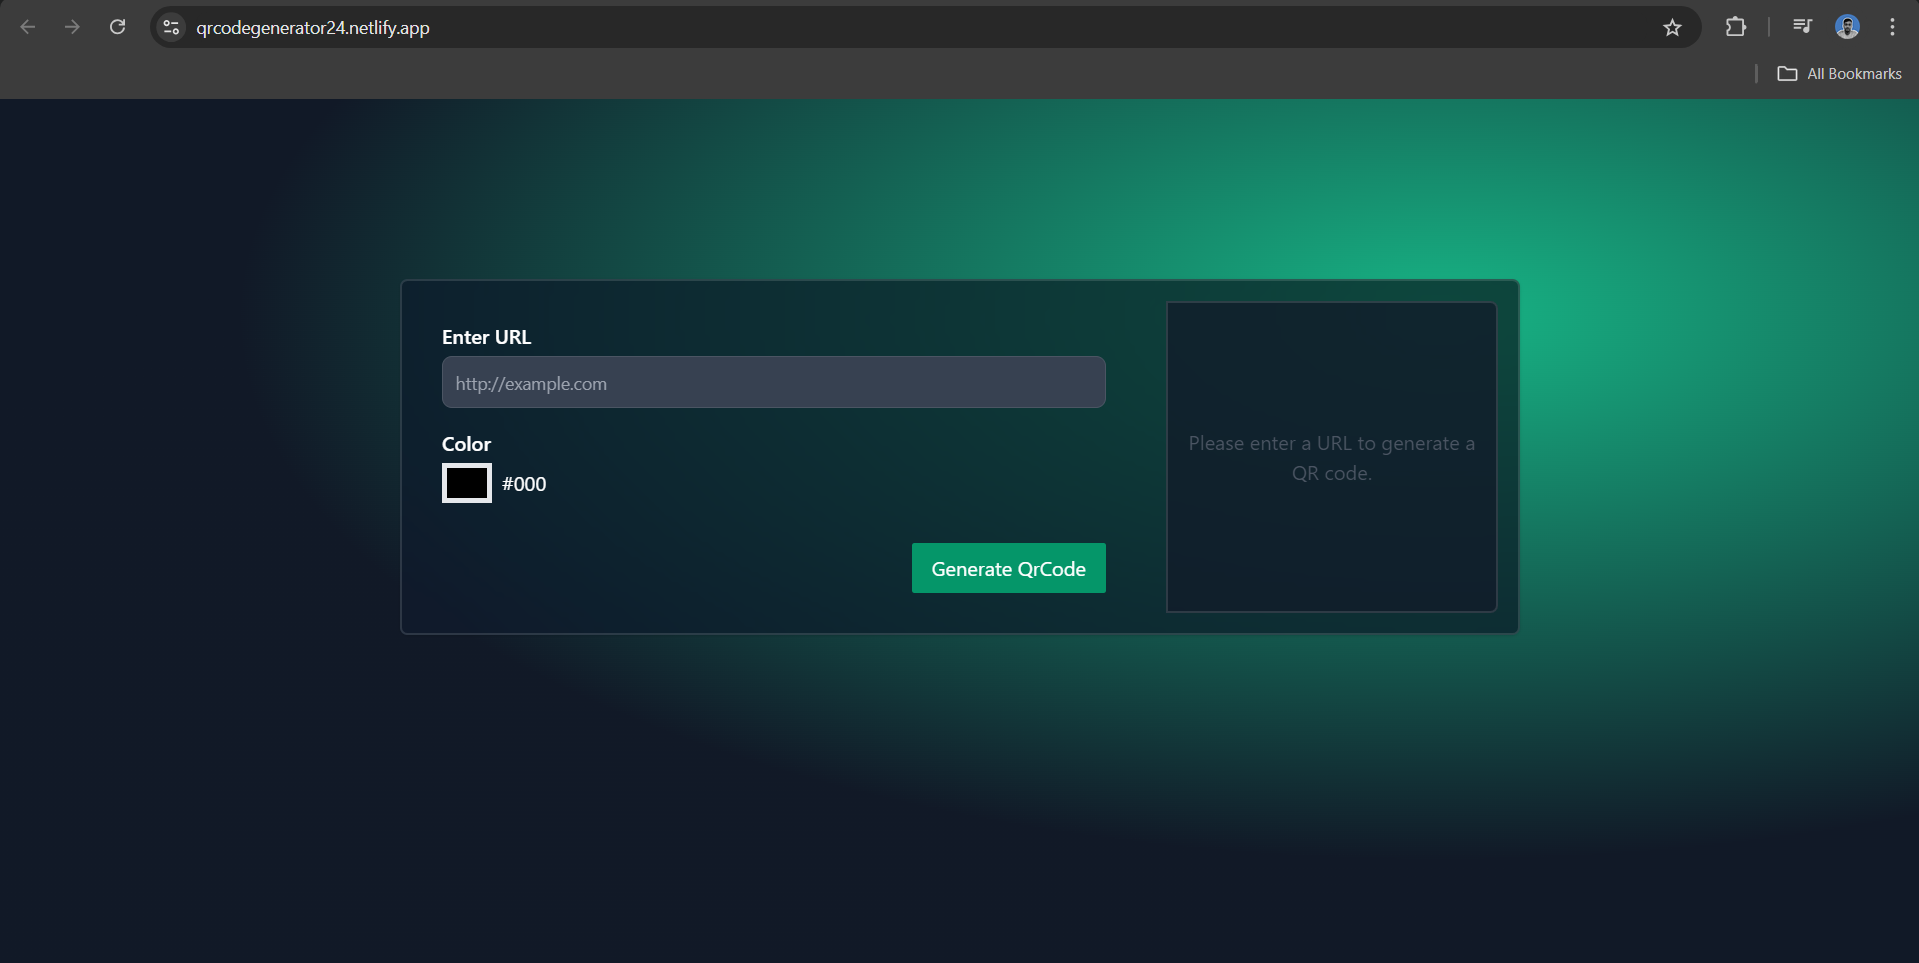 qrcodegenerator24.netlify.app
All Bookmarks
Enter URL
http://example.com
Color
#000
Generate QrCode
Please enter a URL to generate a
QR code.